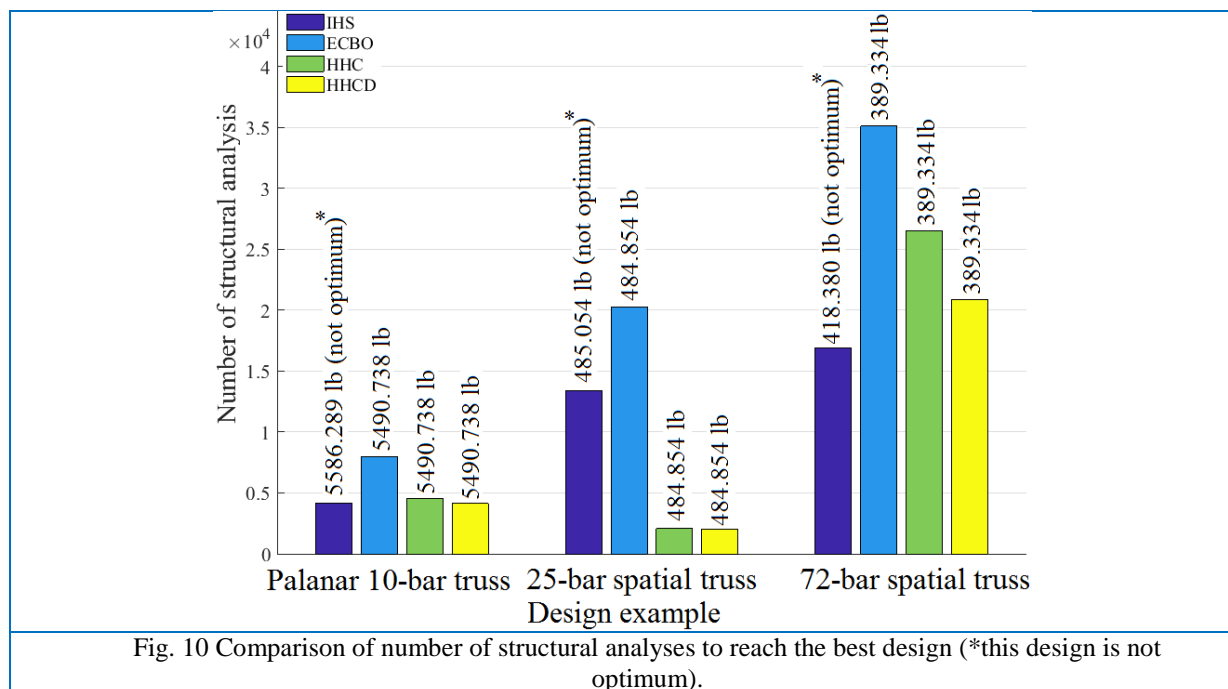 IHS
ECBO
HHC
HHCD
×10⁴
4
3.5
3
2.5
2
1.5
1
0.5
0
Number of structural analysis
5586.289 lb (not optimum)*
5490.738 lb
5490.738 lb
5490.738 lb
485.054 lb (not optimum)*
484.854 lb
484.854 lb
484.854 lb
418.380 lb (not optimum)*
389.334 lb
389.334 lb
389.334 lb
Palanar 10-bar truss
25-bar spatial truss
72-bar spatial truss
Design example
Fig. 10 Comparison of number of structural analyses to reach the best design (*this design is not
optimum).